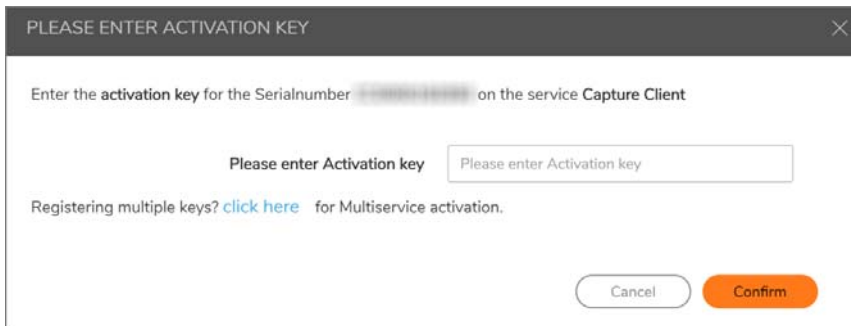 PLEASE ENTER ACTIVATION KEY
Enter the activation key for the Serialnumber on the service Capture Client
Please enter Activation key Please enter Activation key
Registering multiple keys? click here for Multiservice activation.
Cancel Confirm